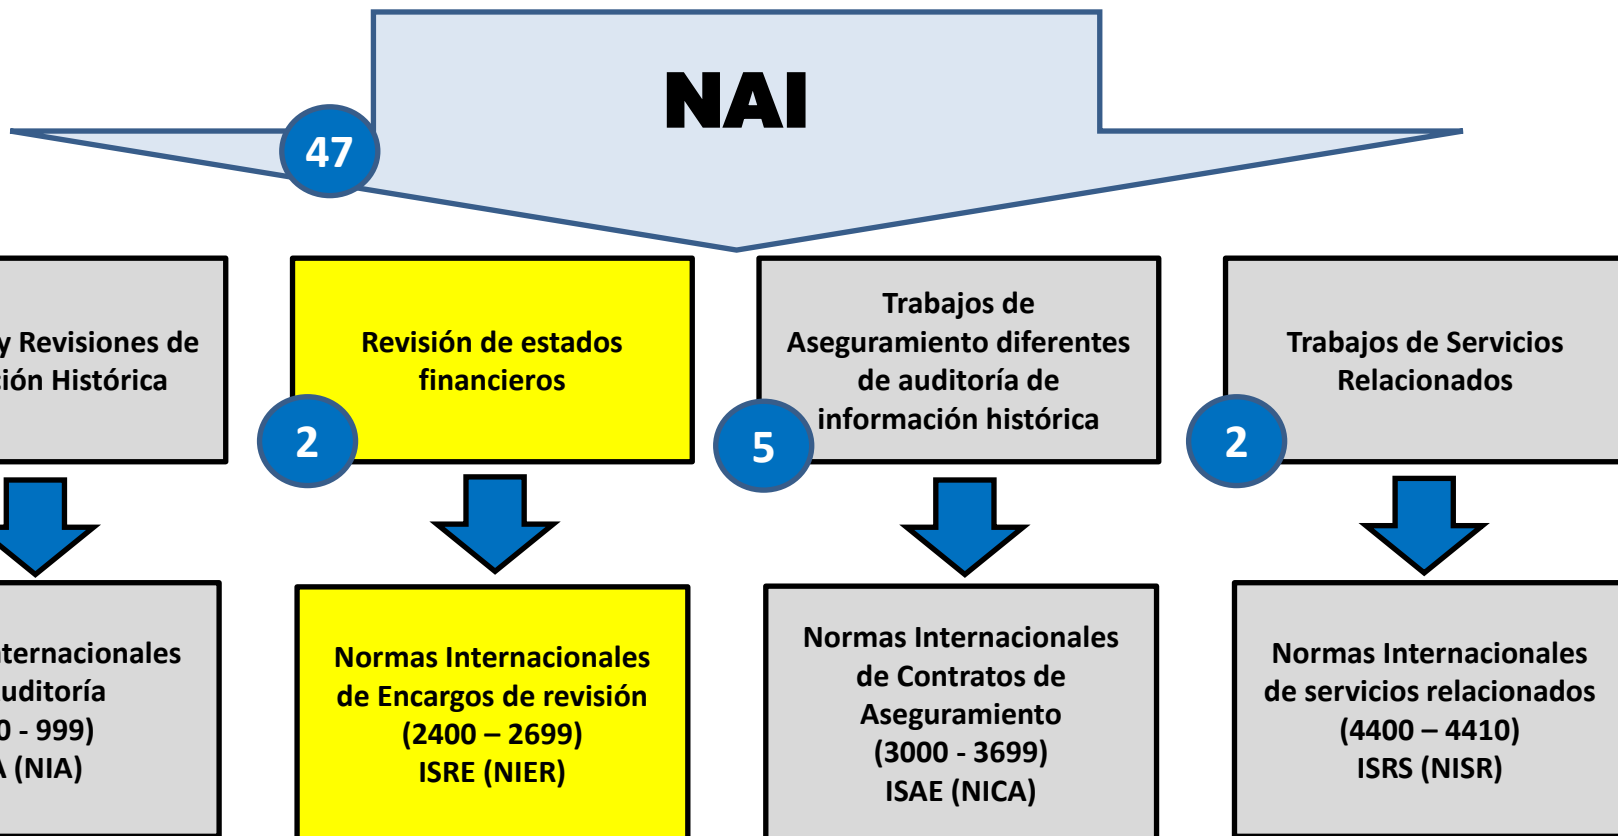 NAI
47
y Revisiones de
ción Histórica
Revisión de estados
financieros
2
Trabajos de
Aseguramiento diferentes
de auditoría de
información histórica
5
Trabajos de Servicios
Relacionados
2
nternacionales
uditoría
0 - 999)
A (NIA)
Normas Internacionales
de Encargos de revisión
(2400 – 2699)
ISRE (NIER)
Normas Internacionales
de Contratos de
Aseguramiento
(3000 - 3699)
ISAE (NICA)
Normas Internacionales
de servicios relacionados
(4400 – 4410)
ISRS (NISR)